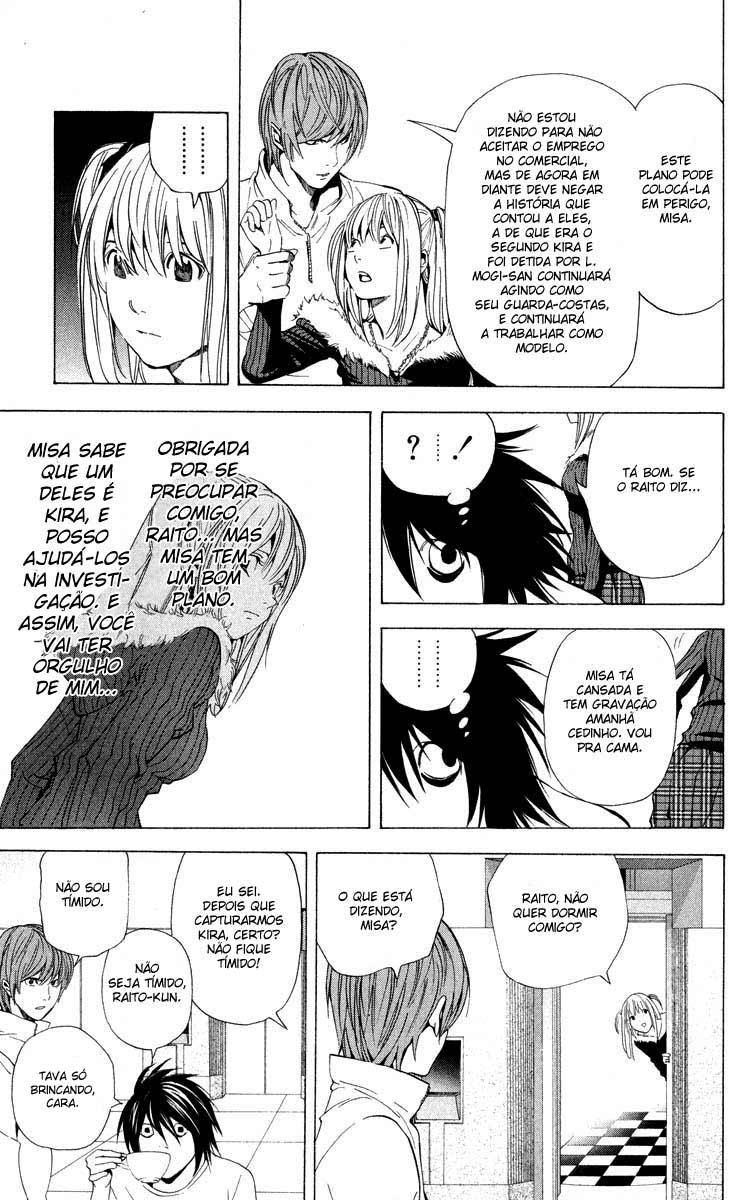 ESTE
PLANO PODE
COLOCÁ-LA
EM PERIGO,
MISA.
NÃO ESTOU
DIZENDO PARA NÃO
ACEITAR O EMPREGO
NO COMERCIAL,
MAS DE AGORA EM
DIANTE DEVE NEGAR
A HISTÓRIA QUE
CONTOU A ELES,
A DE QUE ERA O
SEGUNDO KIRA E
FOI DETIDA POR L.
MOGI-SAN CONTINUARÁ
AGINDO COMO
SEU GUARDA-COSTAS,
E CONTINUARÁ
A TRABALHAR COMO
MODELO.
......
......
TÁ BOM. SE
O RAITO DIZ...
? ...!
MISA TÁ
CANSADA E
TEM GRAVAÇÃO
AMANHÃ
CEDINHO. VOU
PRA CAMA.
......
......
OBRIGADA
POR SE
PREOCUPAR
COMIGO,
RAITO... MAS
MISA TEM
UM BOM
PLANO.
MISA SABE
QUE UM
DELES É
KIRA, E
POSSO
AJUDÁ-LOS
NA INVESTI-
GAÇÃO. E
ASSIM, VOCÊ
VAI TER
ORGULHO
DE MIM...
RAITO, NÃO
QUER DORMIR
COMIGO?
O QUE ESTÁ
DIZENDO,
MISA?
EU SEI.
DEPOIS QUE
CAPTURARMOS
KIRA, CERTO?
NÃO FIQUE
TÍMIDO!
NÃO
SEJA TÍMIDO,
RAITO-KUN.
NÃO SOU
TÍMIDO.
TAVA SÓ
BRINCANDO,
CARA.